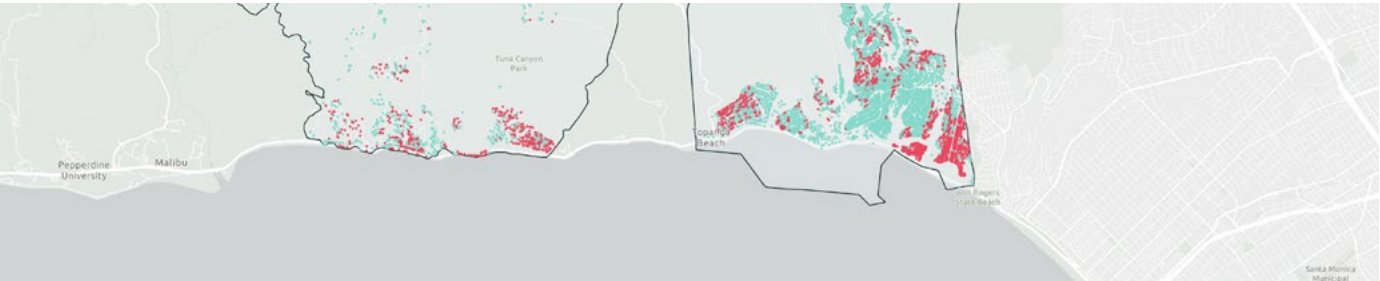 Tuna Canyon
Park
Topanga
Beach
Pepperdine
University
Malibu
Will Rogers
State Beach
Santa Monica
Municipal